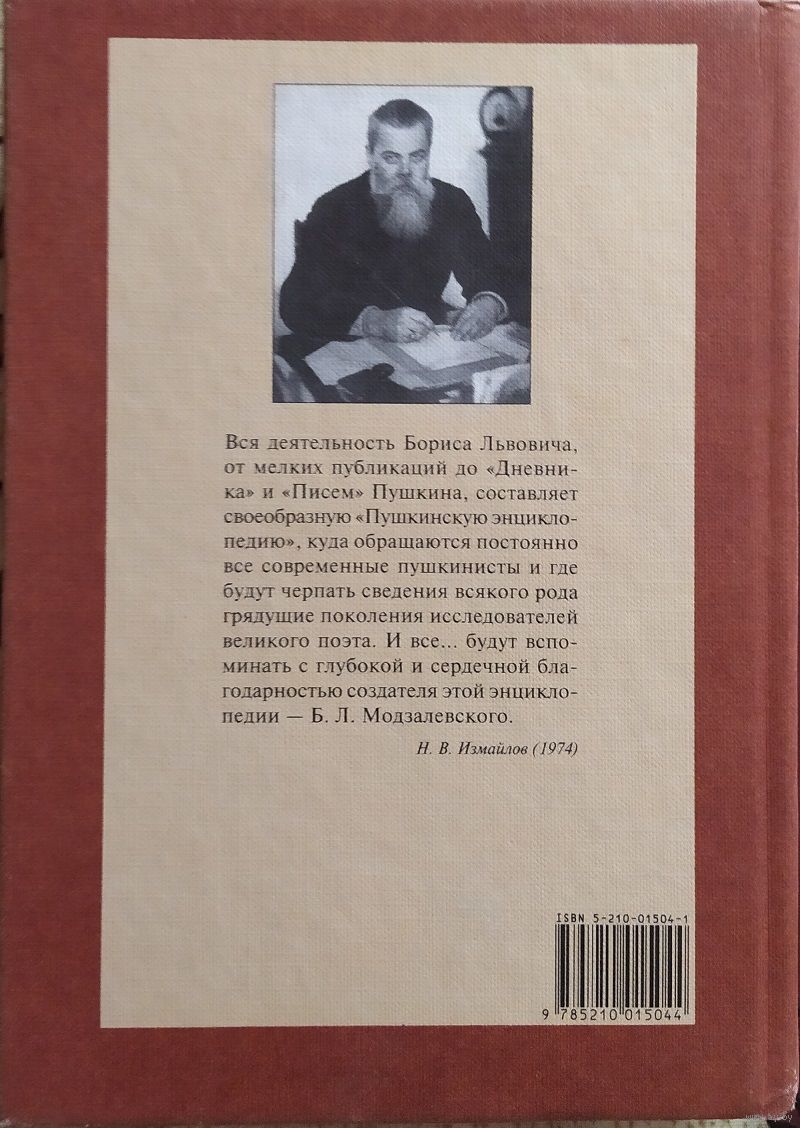 Вся деятельность Бориса Львовича,
от мелких публикаций до «Дневни-
ка» и «Писем» Пушкина, составляет
своеобразную «Пушкинскую энцикло-
педию», куда обращаются постоянно
все современные пушкинисты и где
будут черпать сведения всякого рода
грядущие поколения исследователей
великого поэта. И все... будут вспо-
минать с глубокой и сердечной бла-
годарностью создателя этой энцикло-
педии — Б. Л. Модзалевского.
Н. В. Измайлов (1974)
ISBN 5-210-01504-1
9 785210 015044